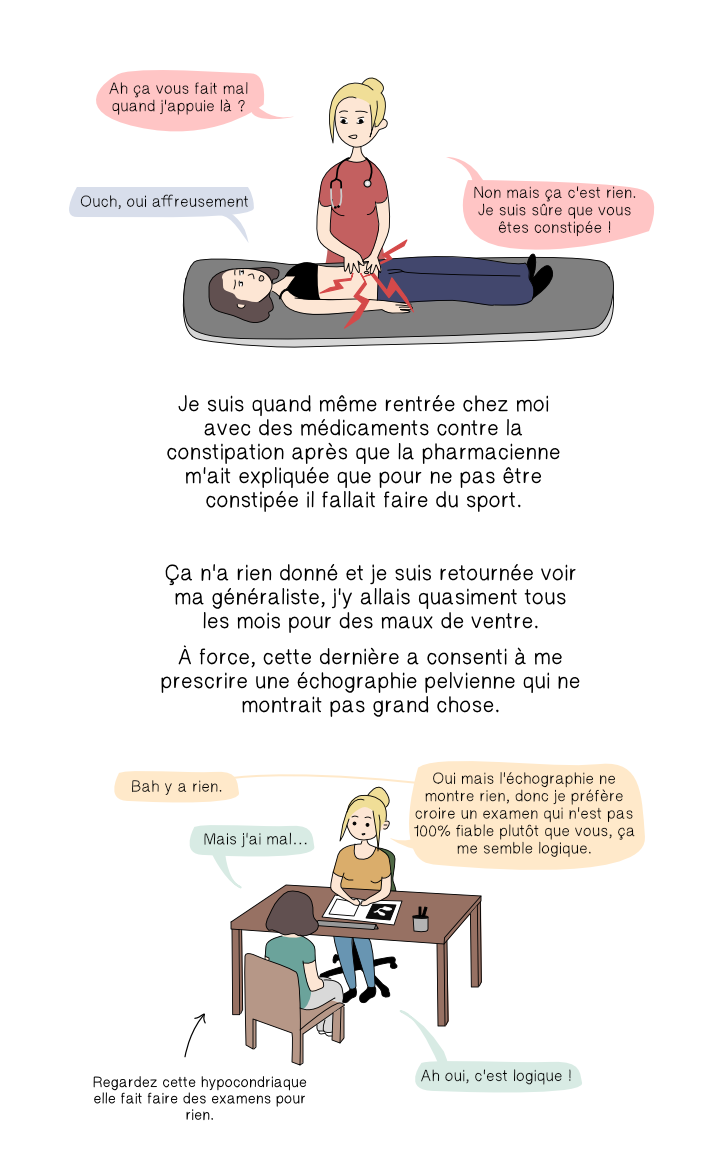 Ah ça vous fait mal
quand j'appuie là ?
Ouch, oui affreusement
Non mais ça c'est rien.
Je suis sûre que vous
êtes constipée !
Je suis quand même rentrée chez moi
avec des médicaments contre la
constipation après que la pharmacienne
m'ait expliquée que pour ne pas être
constipée il fallait faire du sport.
Ça n'a rien donné et je suis retournée voir
ma généraliste, j'y allais quasiment tous
les mois pour des maux de ventre.
À force, cette dernière a consenti à me
prescrire une échographie pelvienne qui ne
montrait pas grand chose.
Bah y a rien.
Mais j'ai mal...
Oui mais l'échographie ne
montre rien, donc je préfère
croire un examen qui n'est pas
100% fiable plutôt que vous, ça
me semble logique.
Ah oui, c'est logique !
Regardez cette hypocondriaque
elle fait faire des examens pour
rien.